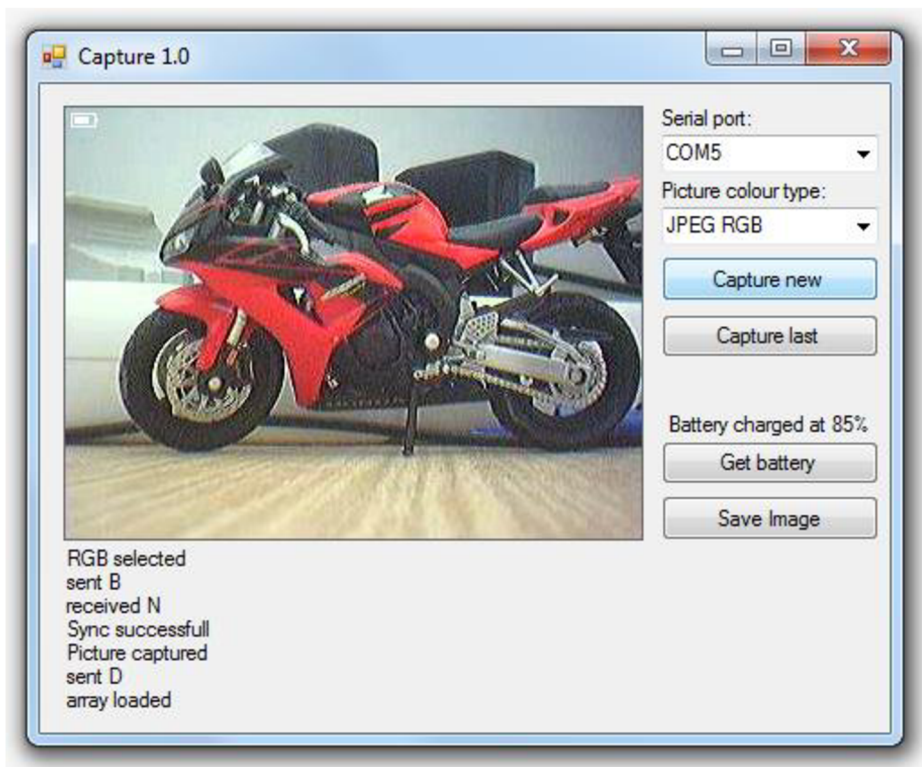 Capture 1.0
Serial port:
COM5
Picture colour type:
JPEG RGB
Capture new
Capture last
Battery charged at 85%
Get battery
Save Image
RGB selected
sent B
received N
Sync successfull
Picture captured
sent D
array loaded